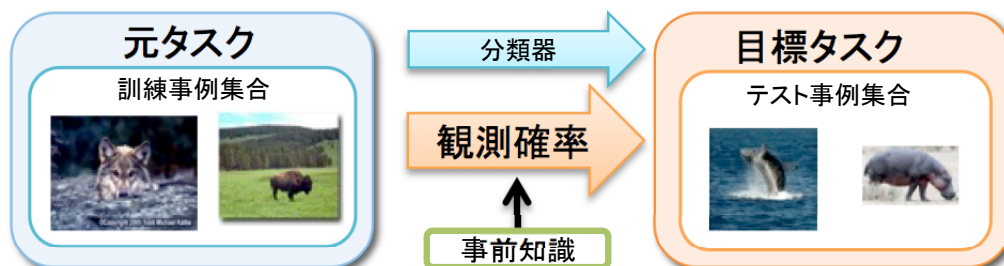 元タスク
訓練事例集合
分類器
観測確率
事前知識
目標タスク
テスト事例集合